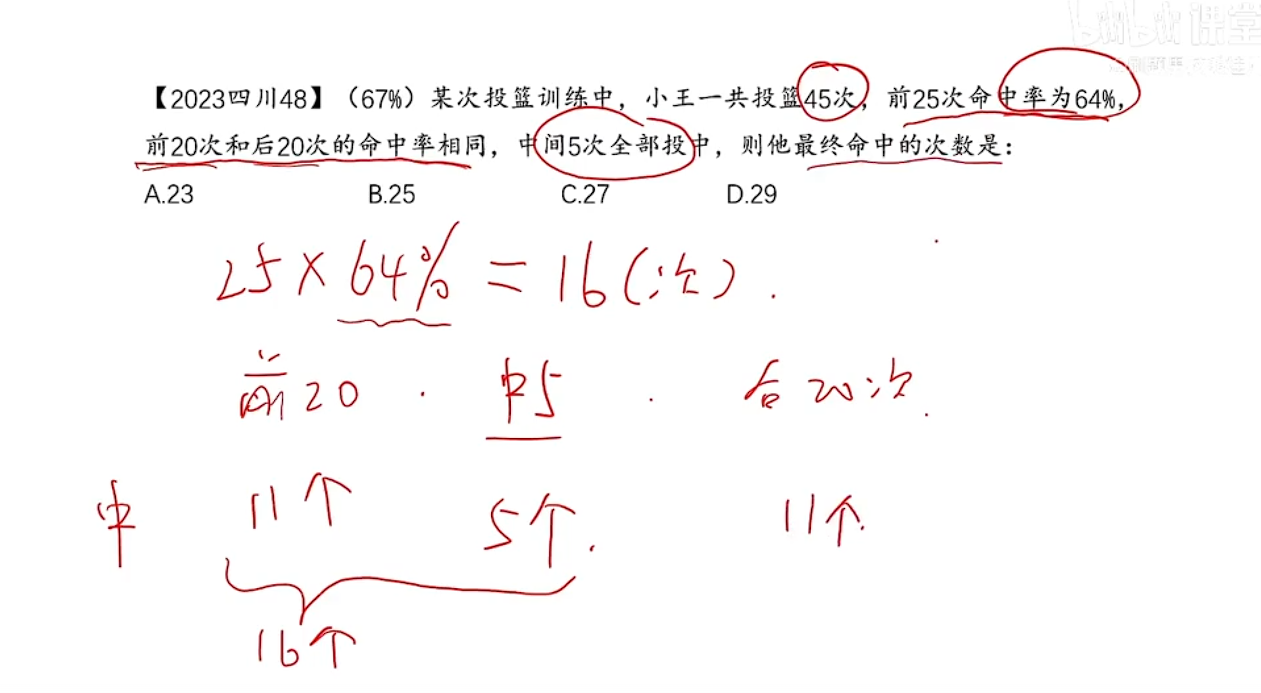 课堂
【2023四川48】（67%）某次投篮训练中，小王一共投篮45次，前25次命中率为64%，
前20次和后20次的命中率相同，中间5次全部投中，则他最终命中的次数是：
A.23 B.25 C.27 D.29
25×64%=16(次).
前20 . 中5 . 后20次.
中 11个 5个. 11个.
16个